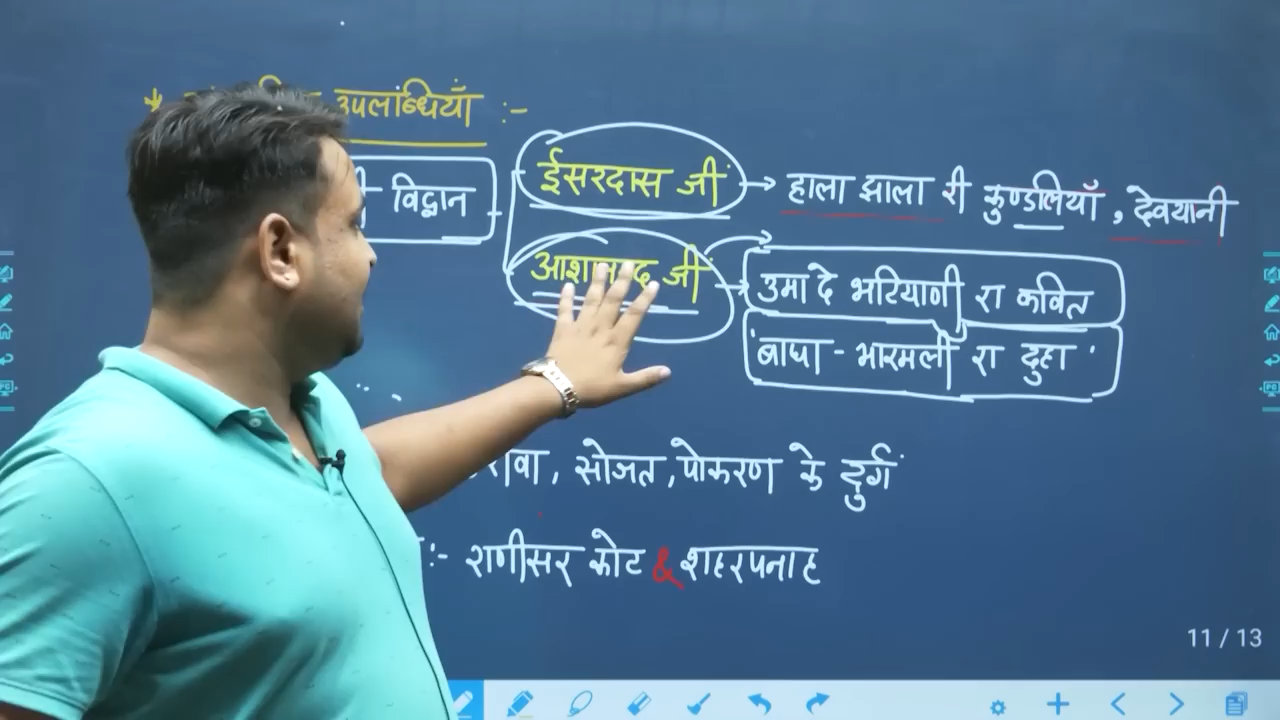 उपलब्धियाँ :-
विद्वान
ईसरदास जी → हाला झाला री कुण्डलियाँ , देवयानी
जी → उमा दे भटियाणी रा कवित
बाघा - भारमली रा दुहा
सोजत , पोकरण के दुर्ग
:- राणीसर कोट & शहरपनाह
11 / 13